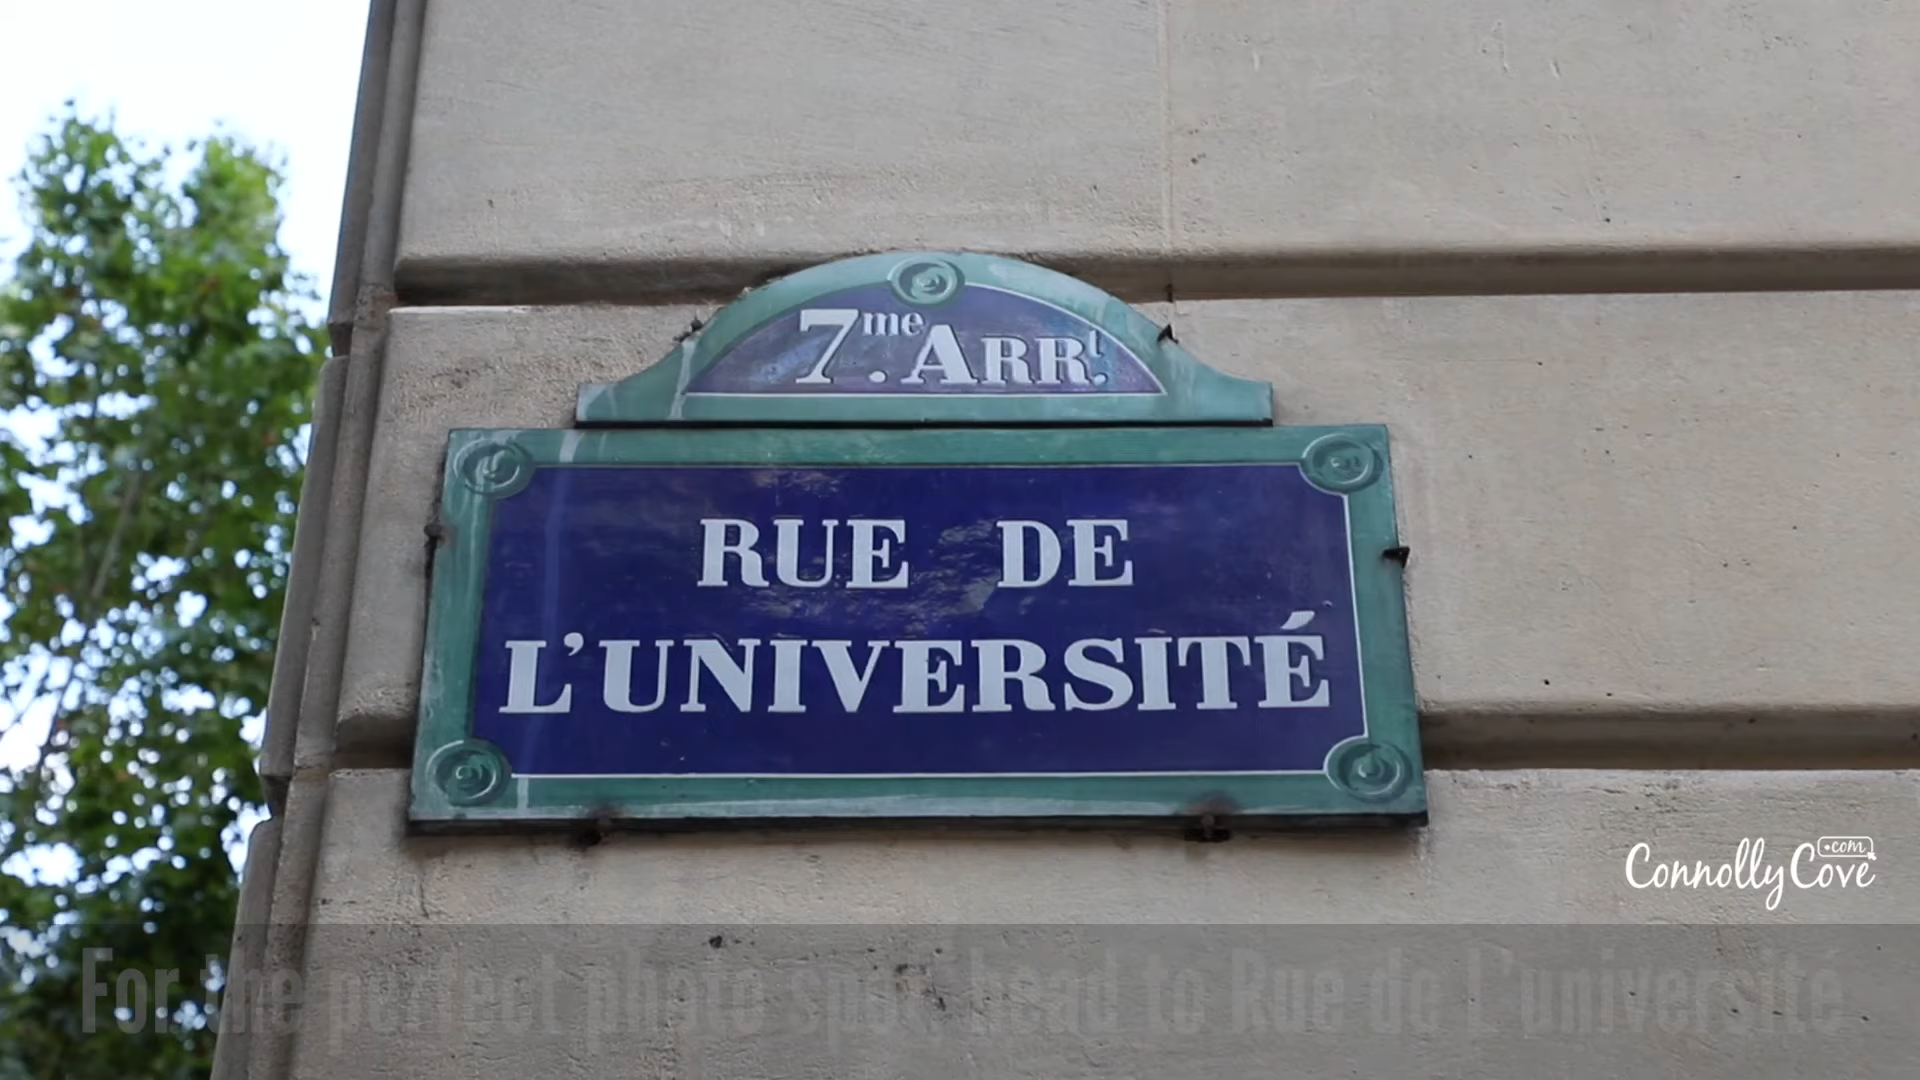 7me. ARRt.
RUE DE
L'UNIVERSITÉ
ConnollyCove.com
For the perfect photo spot, head to Rue de L'université